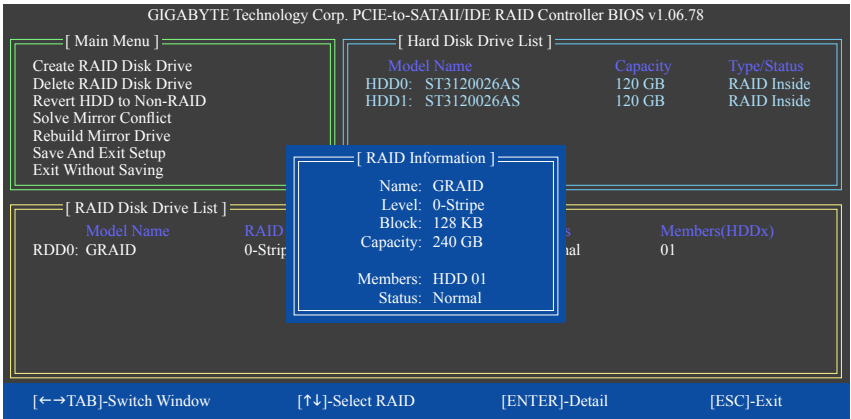 GIGABYTE Technology Corp. PCIE-to-SATAII/IDE RAID Controller BIOS v1.06.78
[ Main Menu ]
Create RAID Disk Drive
Delete RAID Disk Drive
Revert HDD to Non-RAID
Solve Mirror Conflict
Rebuild Mirror Drive
Save And Exit Setup
Exit Without Saving
[ Hard Disk Drive List ]
Model Name Capacity Type/Status
HDD0: ST3120026AS 120 GB RAID Inside
HDD1: ST3120026AS 120 GB RAID Inside
[ RAID Information ]
Name: GRAID
Level: 0-Stripe
Block: 128 KB
Capacity: 240 GB
Members: HDD 01
Status: Normal
[ RAID Disk Drive List ]
Model Name RAID Members(HDDx)
RDD0: GRAID 0-Strip 01
[←→TAB]-Switch Window [↑↓]-Select RAID [ENTER]-Detail [ESC]-Exit